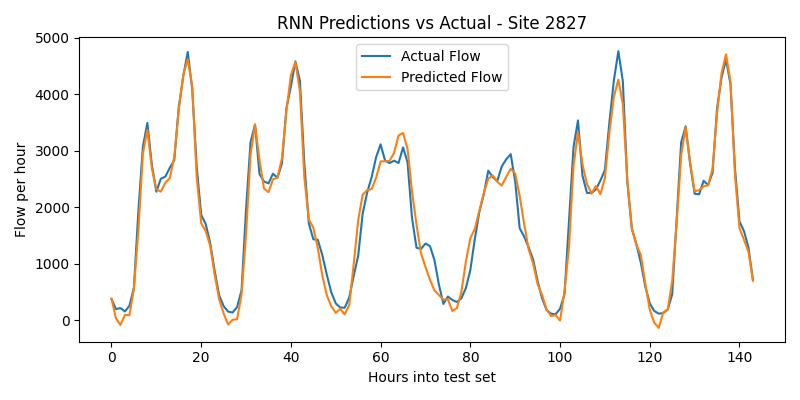 RNN Predictions vs Actual - Site 2827
Actual Flow
Predicted Flow
Flow per hour
5000
4000
3000
2000
1000
0
0 20 40 60 80 100 120 140
Hours into test set